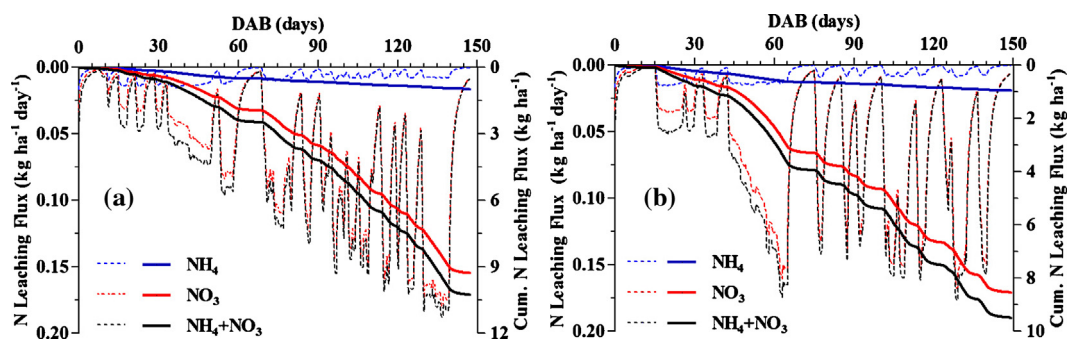 DAB (days)
0 30 60 90 120 150
N Leaching Flux (kg ha⁻¹ day⁻¹)
0.00
0.05
0.10
0.15
0.20
(a)
NH₄
NO₃
NH₄+NO₃
0
3
6
9
12
Cum. N Leaching Flux (kg ha⁻¹)
DAB (days)
0 30 60 90 120 150
N Leaching Flux (kg ha⁻¹ day⁻¹)
0.00
0.05
0.10
0.15
0.20
(b)
NH₄
NO₃
NH₄+NO₃
0
2
4
6
8
10
Cum. N Leaching Flux (kg ha⁻¹)